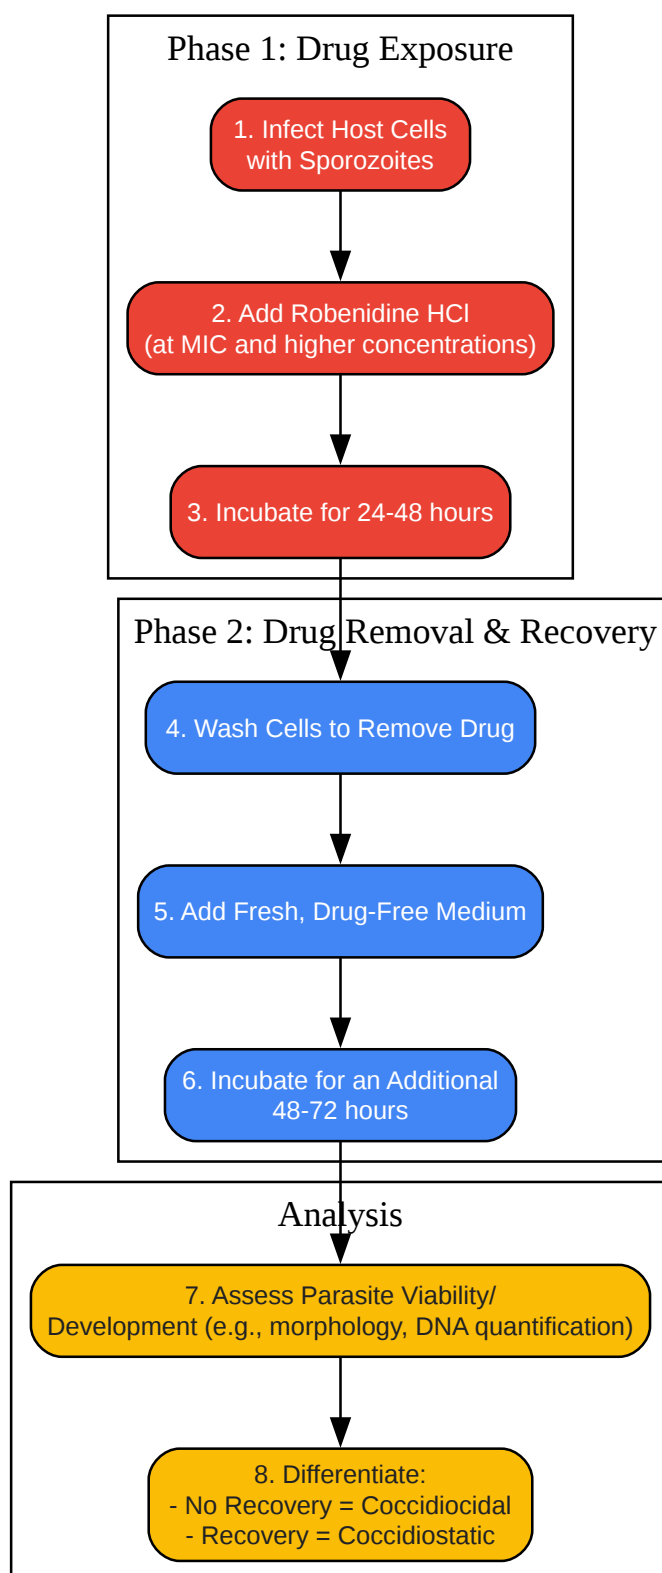 Phase 1: Drug Exposure
1. Infect Host Cells
with Sporozoites
2. Add Robenidine HCl
(at MIC and higher concentrations)
3. Incubate for 24-48 hours
Phase 2: Drug Removal & Recovery
4. Wash Cells to Remove Drug
5. Add Fresh, Drug-Free Medium
6. Incubate for an Additional
48-72 hours
Analysis
7. Assess Parasite Viability/
Development (e.g., morphology, DNA quantification)
8. Differentiate:
- No Recovery = Coccidiocidal
- Recovery = Coccidiostatic